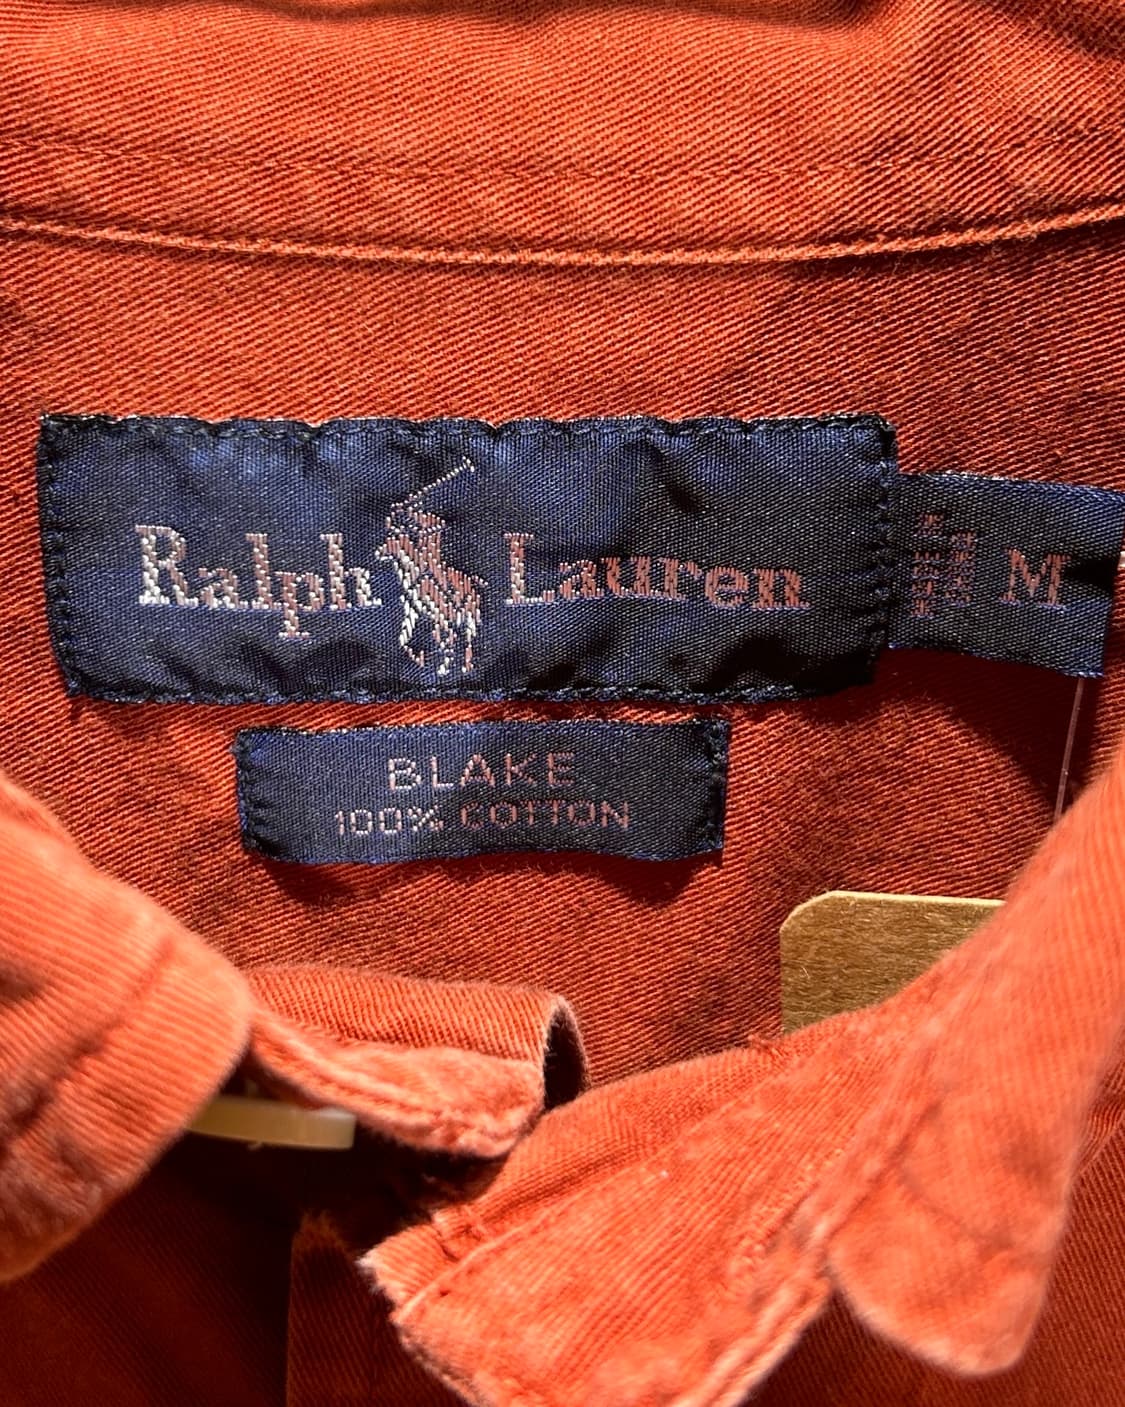 Ralph Lauren
M
BLAKE
100% COTTON